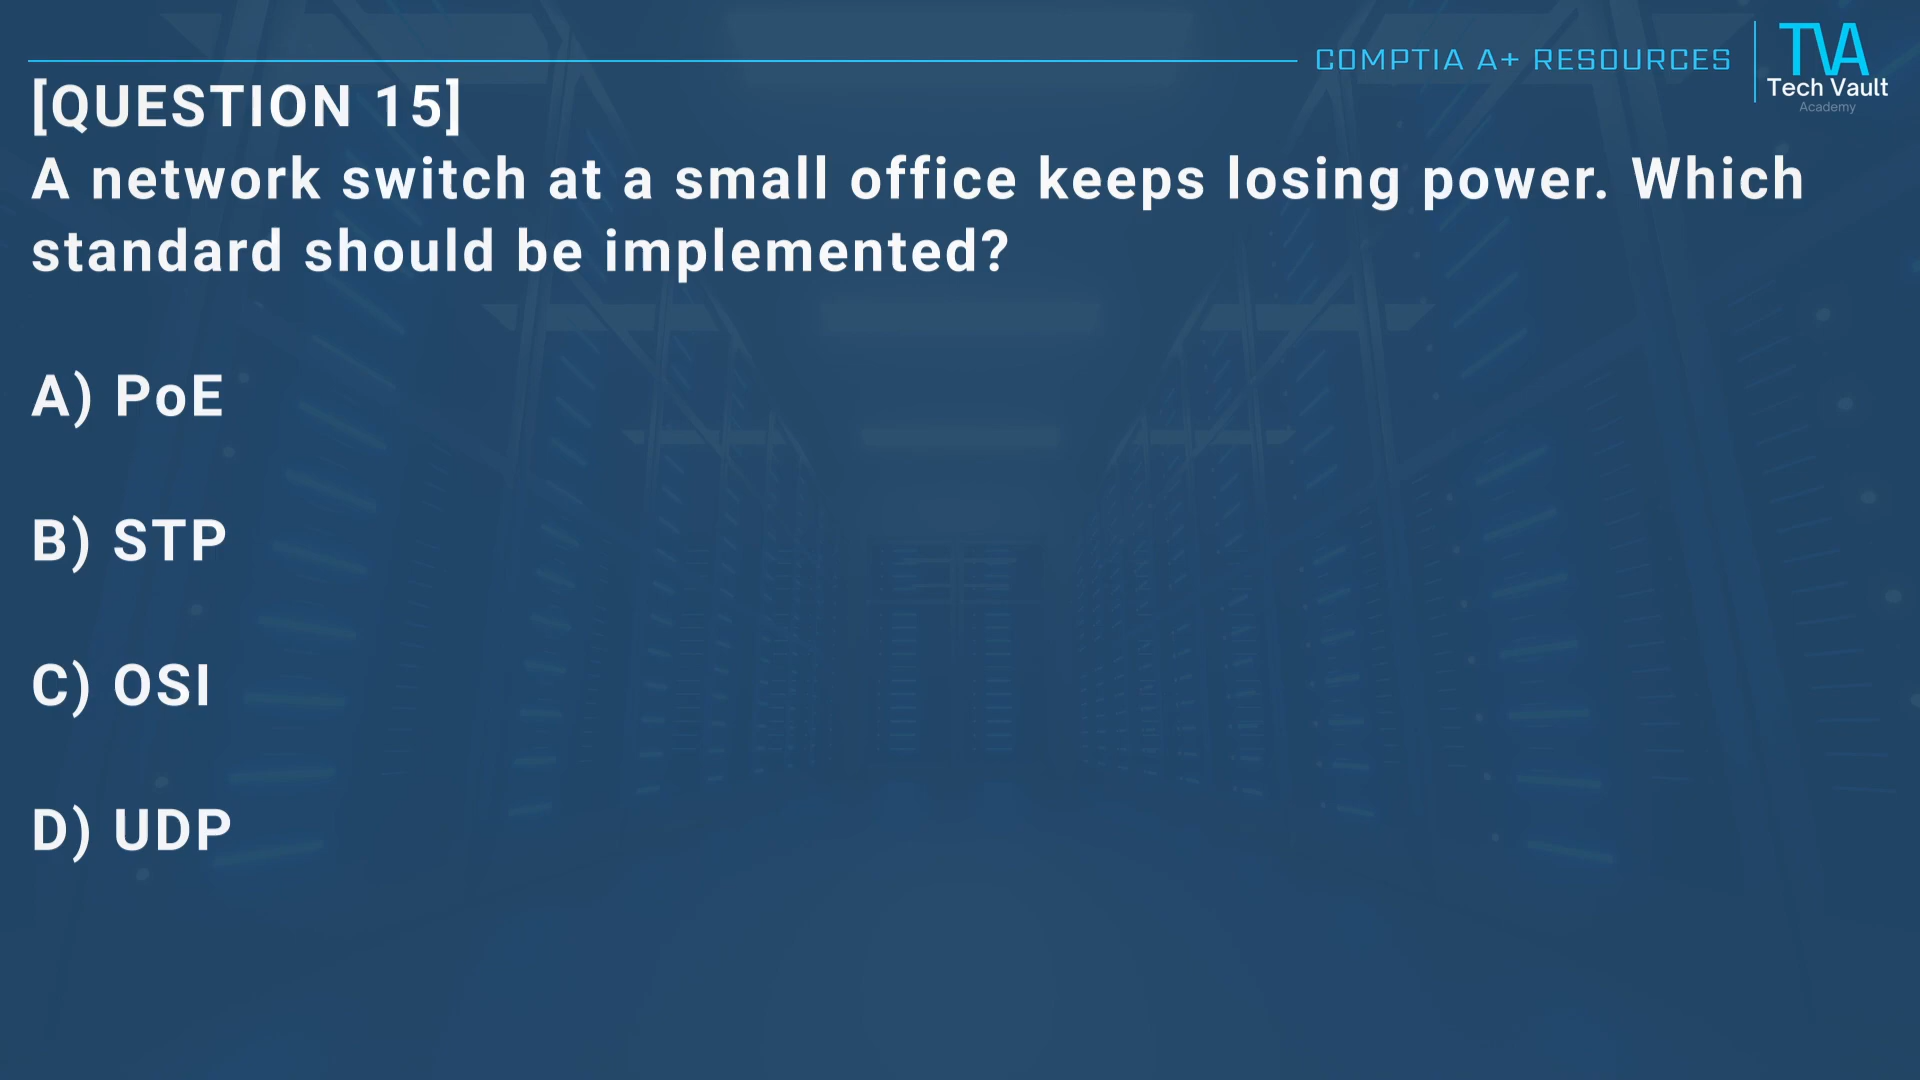 COMPTIA A+ RESOURCES
TVA
Tech Vault
Academy
[QUESTION 15]
A network switch at a small office keeps losing power. Which
standard should be implemented?
A) PoE
B) STP
C) OSI
D) UDP